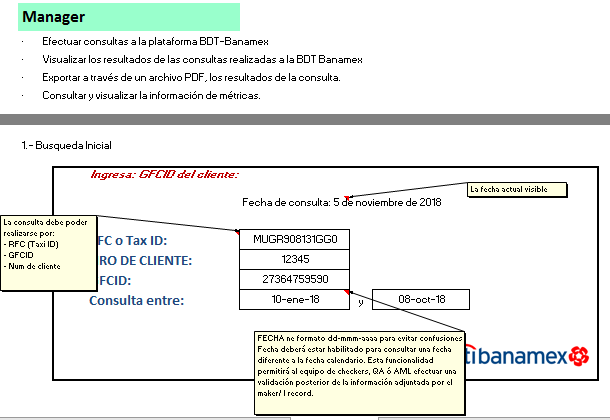 Manager
· Efectuar consultas a la plataforma BDT-Banamex
· Visualizar los resultados de las consultas realizadas a la BDT Banamex
· Exportar a través de un archivo PDF, los resultados de la consulta.
· Consultar y visualizar la información de métricas.
1.- Busqueda Inicial
Ingresa: GFCID del cliente:
La fecha actual visible
Fecha de consulta: 5 de noviembre de 2018
La consulta debe poder
realizarse por:
- RFC (Taxi ID)
- GFCID
- Num de cliente
FC o Tax ID: MUGR908131GG0
RO DE CLIENTE: 12345
FCID: 27364759590
Consulta entre: 10-ene-18 y 08-oct-18
FECHA ne formato dd-mmm-aaaa para evitar confusiones
Fecha deberá estar habilitado para consultar una fecha
diferente a la fecha calendario. Esta funcionalidad
permitirá al equipo de checkers, QA ó AML efectuar una
validación posterior de la información adjuntada por el
maker/ I record.
tibanamex